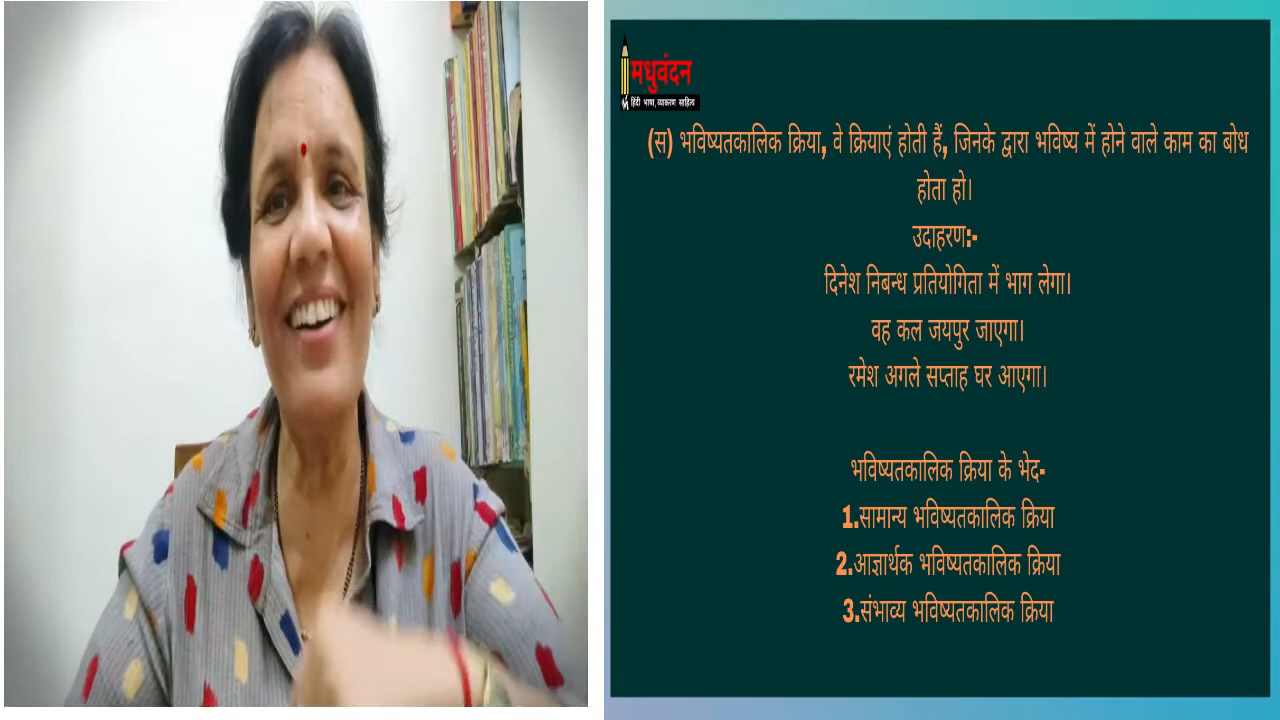 मधुवंदन
हिंदी भाषा, व्याकरण साहित्य
(स) भविष्यतकालिक क्रिया, वे क्रियाएं होती हैं, जिनके द्वारा भविष्य में होने वाले काम का बोध
होता हो।
उदाहरण:-
दिनेश निबन्ध प्रतियोगिता में भाग लेगा।
वह कल जयपुर जाएगा।
रमेश अगले सप्ताह घर आएगा।
भविष्यतकालिक क्रिया के भेद-
1.सामान्य भविष्यतकालिक क्रिया
2.आज्ञार्थक भविष्यतकालिक क्रिया
3.संभाव्य भविष्यतकालिक क्रिया